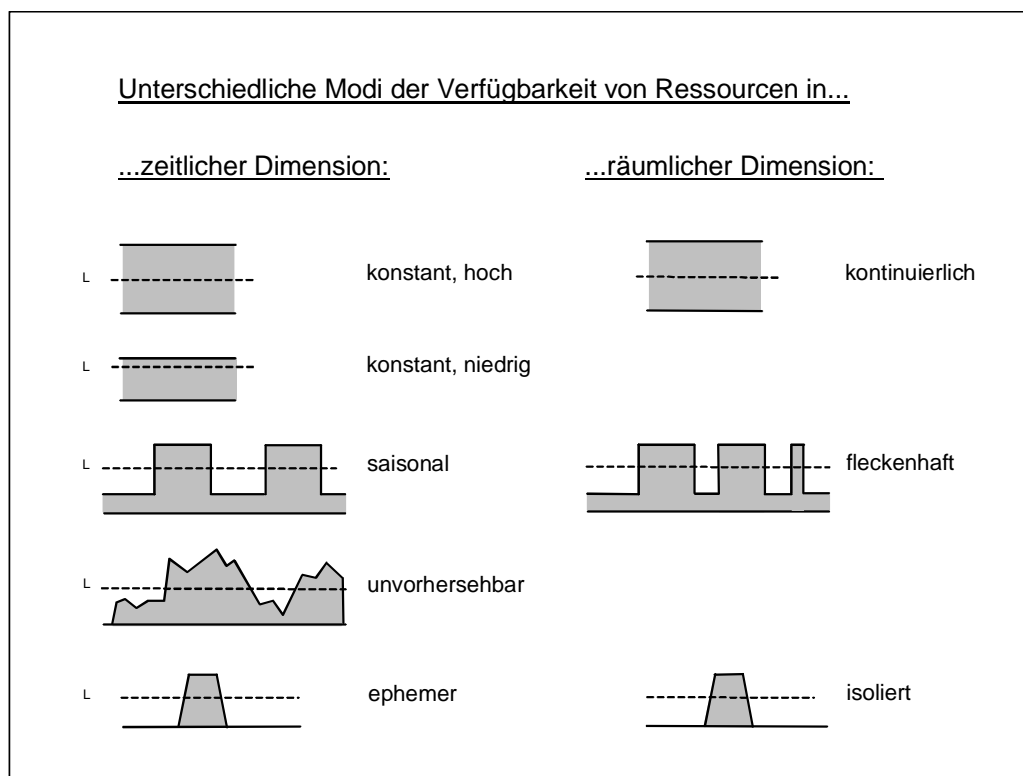 Unterschiedliche Modi der Verfügbarkeit von Ressourcen in...
...zeitlicher Dimension:
...räumlicher Dimension:
L
konstant, hoch
kontinuierlich
L
konstant, niedrig
L
saisonal
fleckenhaft
L
unvorhersehbar
L
ephemer
isoliert